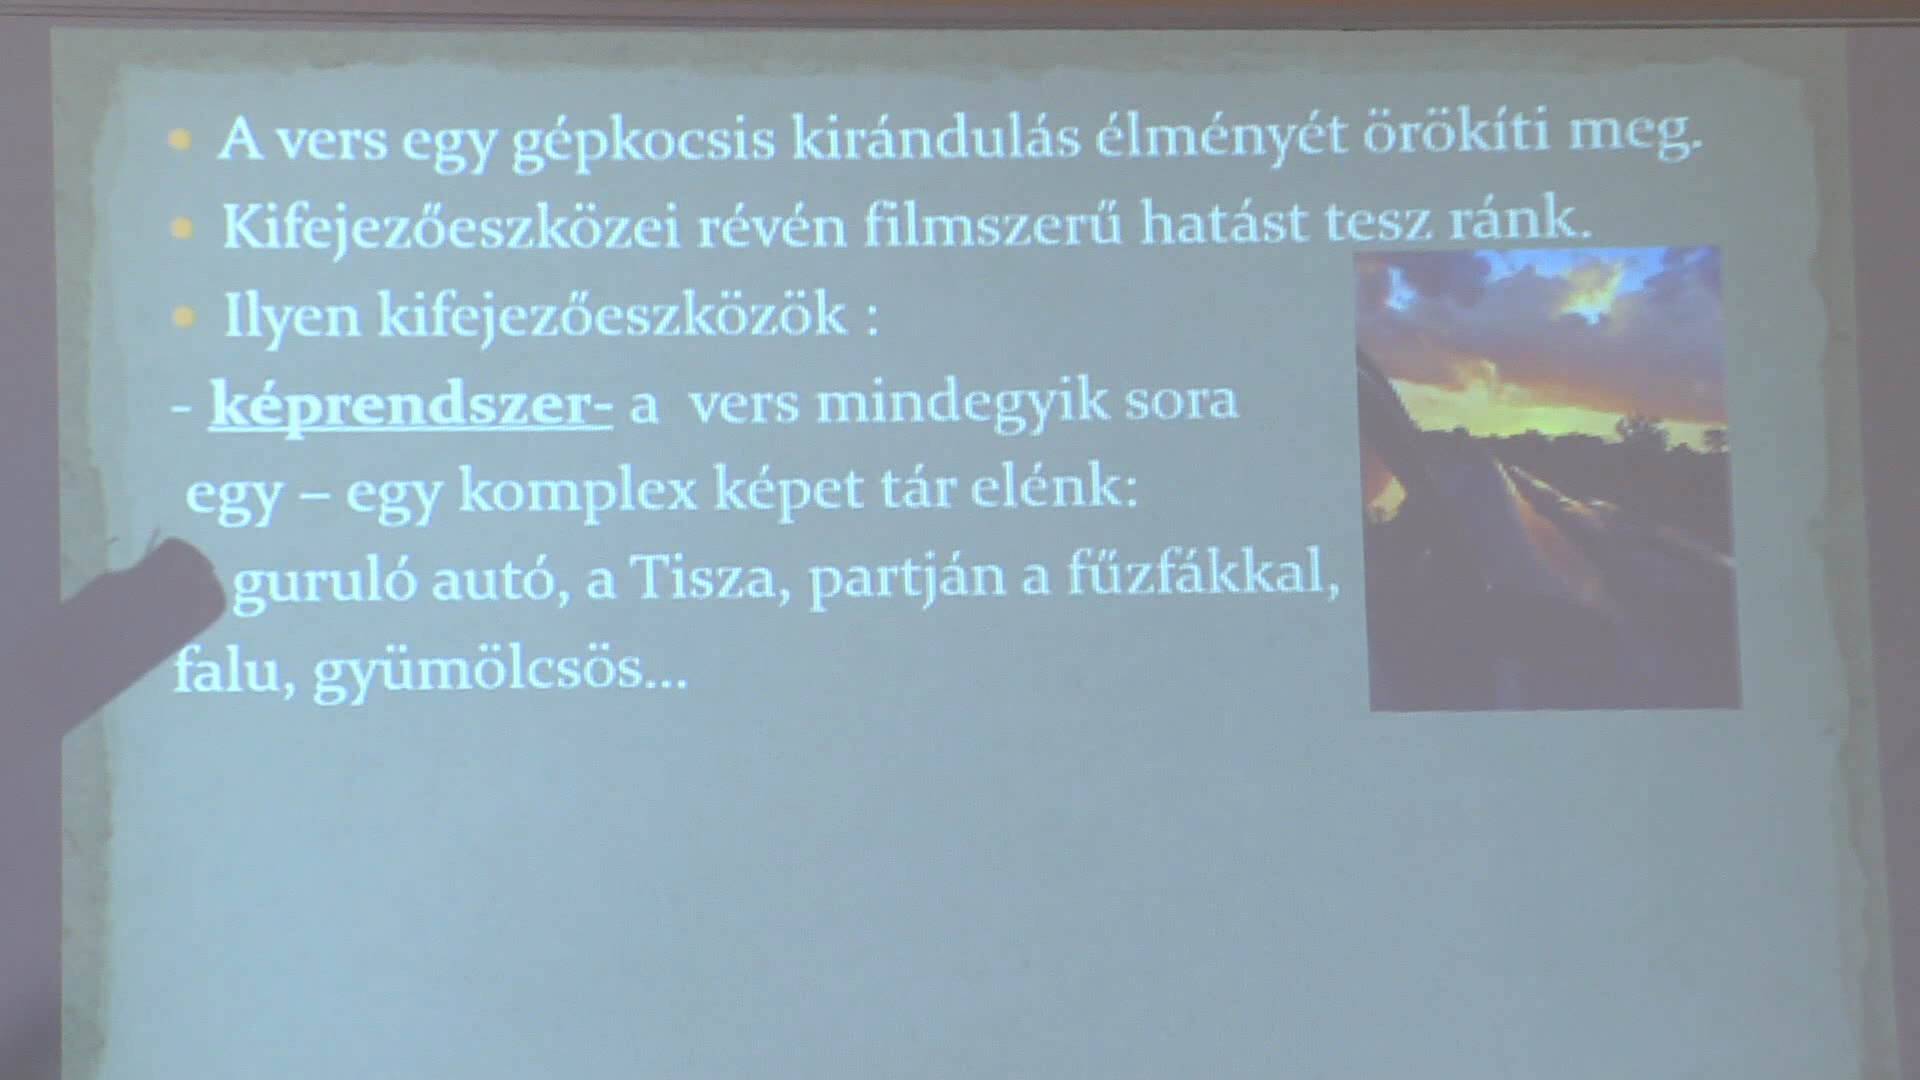 • A vers egy gépkocsis kirándulás élményét örökíti meg.
• Kifejezőeszközei révén filmszerű hatást tesz ránk.
• Ilyen kifejezőeszközök :
- képrendszer- a vers mindegyik sora
egy – egy komplex képet tár elénk:
guruló autó, a Tisza, partján a fűzfákkal,
falu, gyümölcsös...